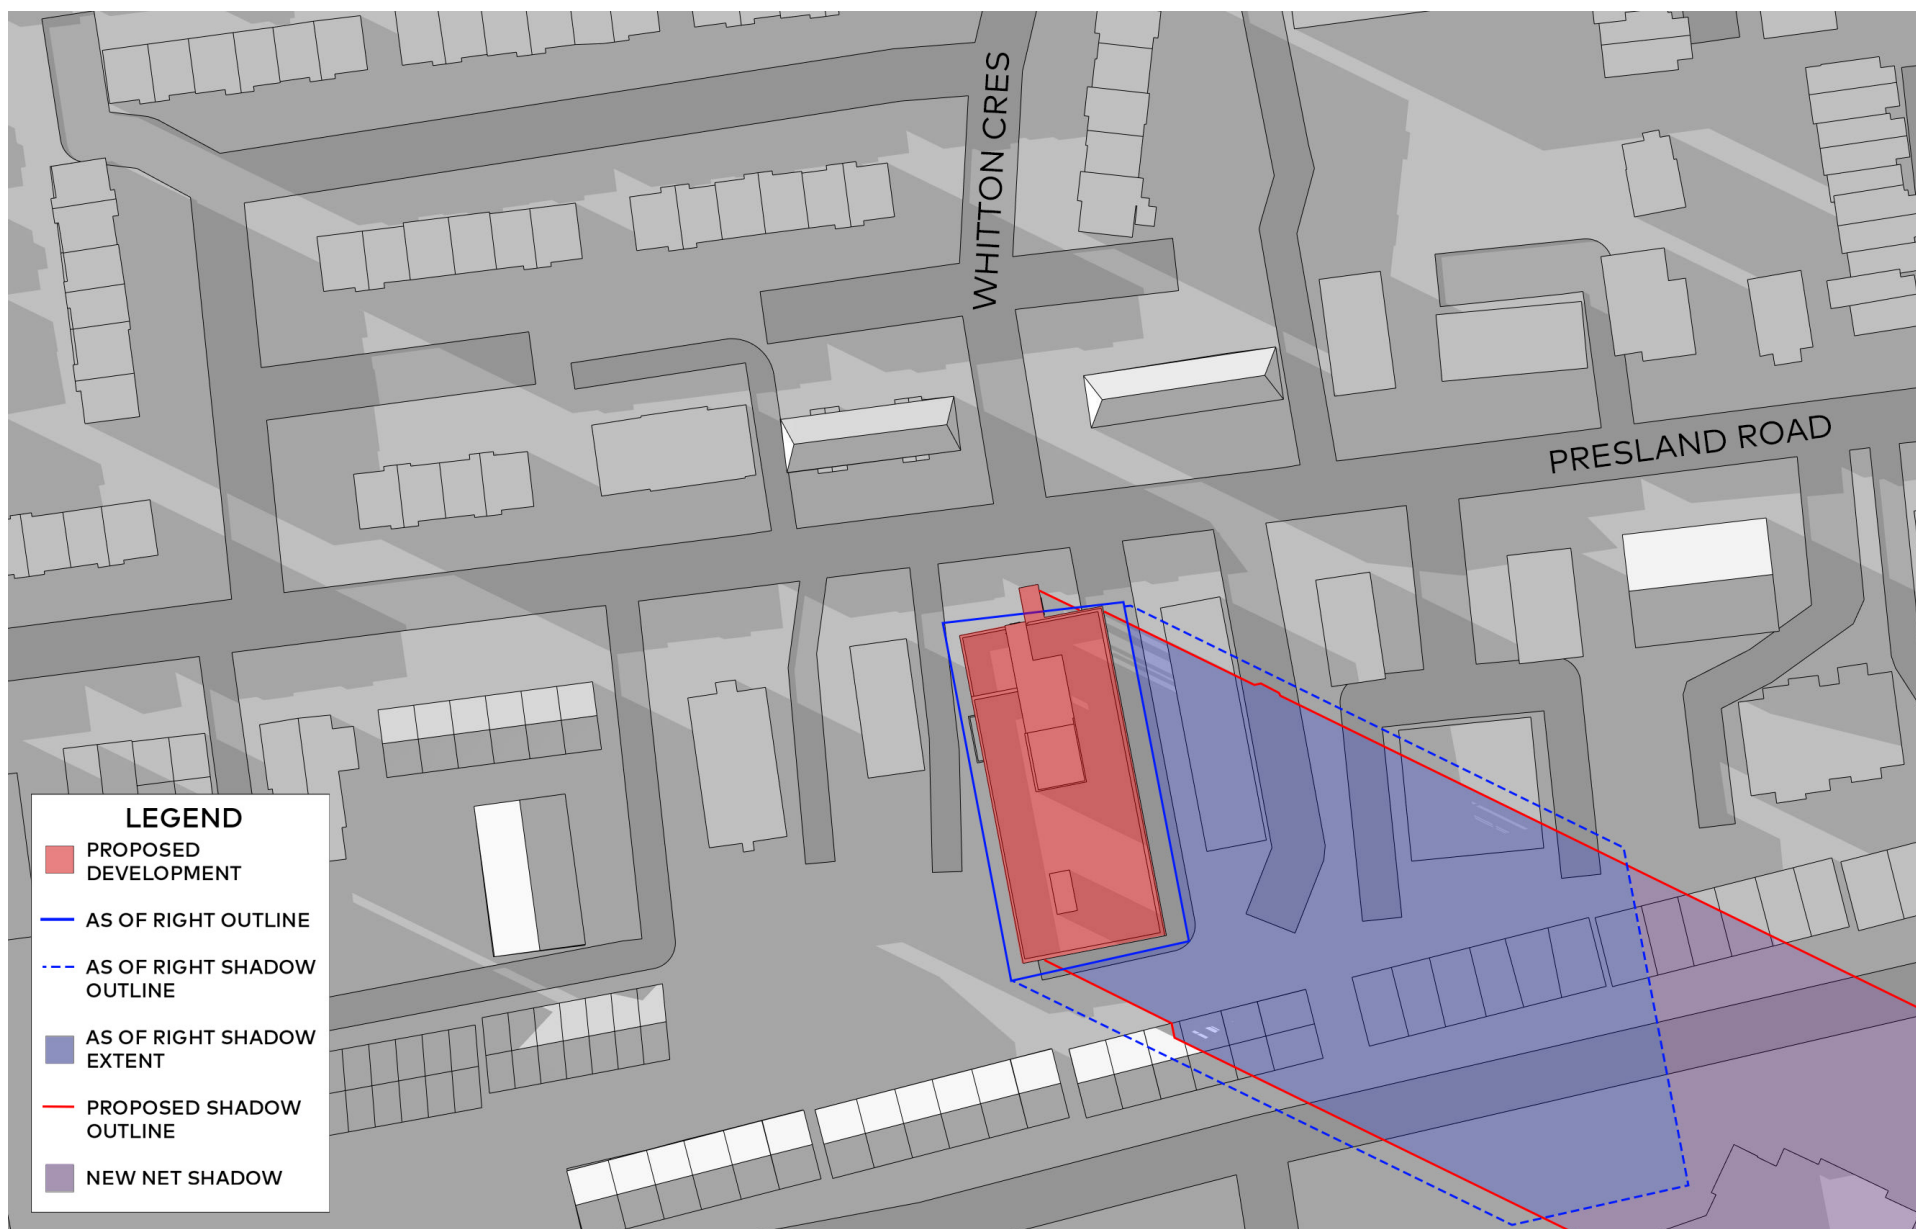 WHITTON CRES
PRESLAND ROAD
LEGEND
PROPOSED
DEVELOPMENT
AS OF RIGHT OUTLINE
AS OF RIGHT SHADOW
OUTLINE
AS OF RIGHT SHADOW
EXTENT
PROPOSED SHADOW
OUTLINE
NEW NET SHADOW